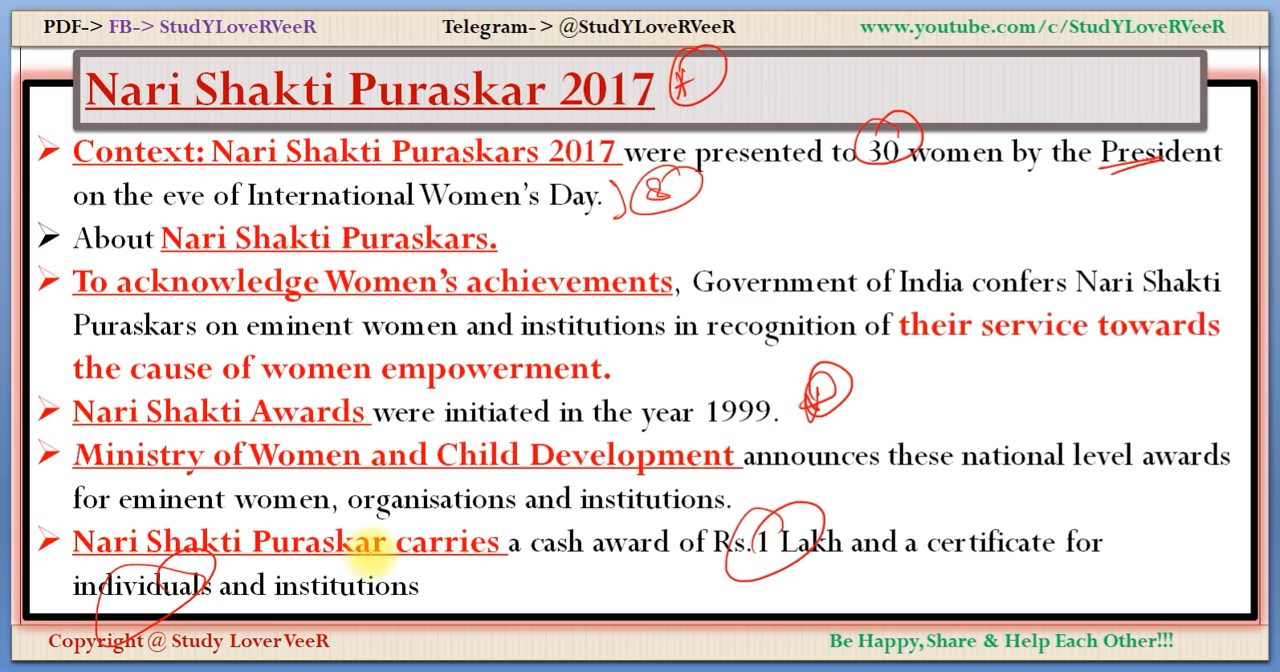 PDF-> FB-> StudYLoveRVeeR Telegram- > @StudYLoveRVeeR www.youtube.com/c/StudYLoveRVeeR
Nari Shakti Puraskar 2017
Context: Nari Shakti Puraskars 2017 were presented to 30 women by the President
on the eve of International Women's Day. ) 8
About Nari Shakti Puraskars.
To acknowledge Women's achievements, Government of India confers Nari Shakti
Puraskars on eminent women and institutions in recognition of their service towards
the cause of women empowerment.
Nari Shakti Awards were initiated in the year 1999.
Ministry of Women and Child Development announces these national level awards
for eminent women, organisations and institutions.
Nari Shakti Puraskar carries a cash award of Rs.1 Lakh and a certificate for
individuals and institutions
Copyright @ Study LoverVeeR Be Happy,Share & Help Each Other!!!